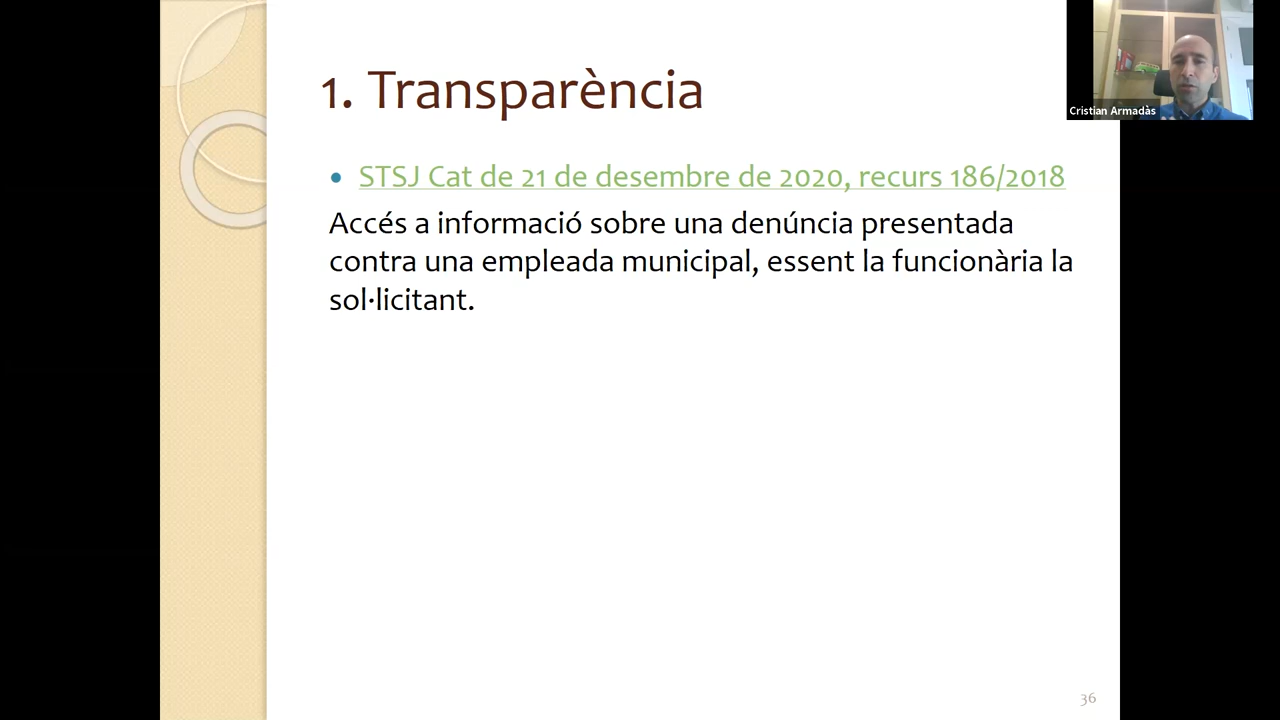 1. Transparència
Cristian Armadàs
• STSJ Cat de 21 de desembre de 2020, recurs 186/2018
Accés a informació sobre una denúncia presentada
contra una empleada municipal, essent la funcionària la
sol·licitant.
36